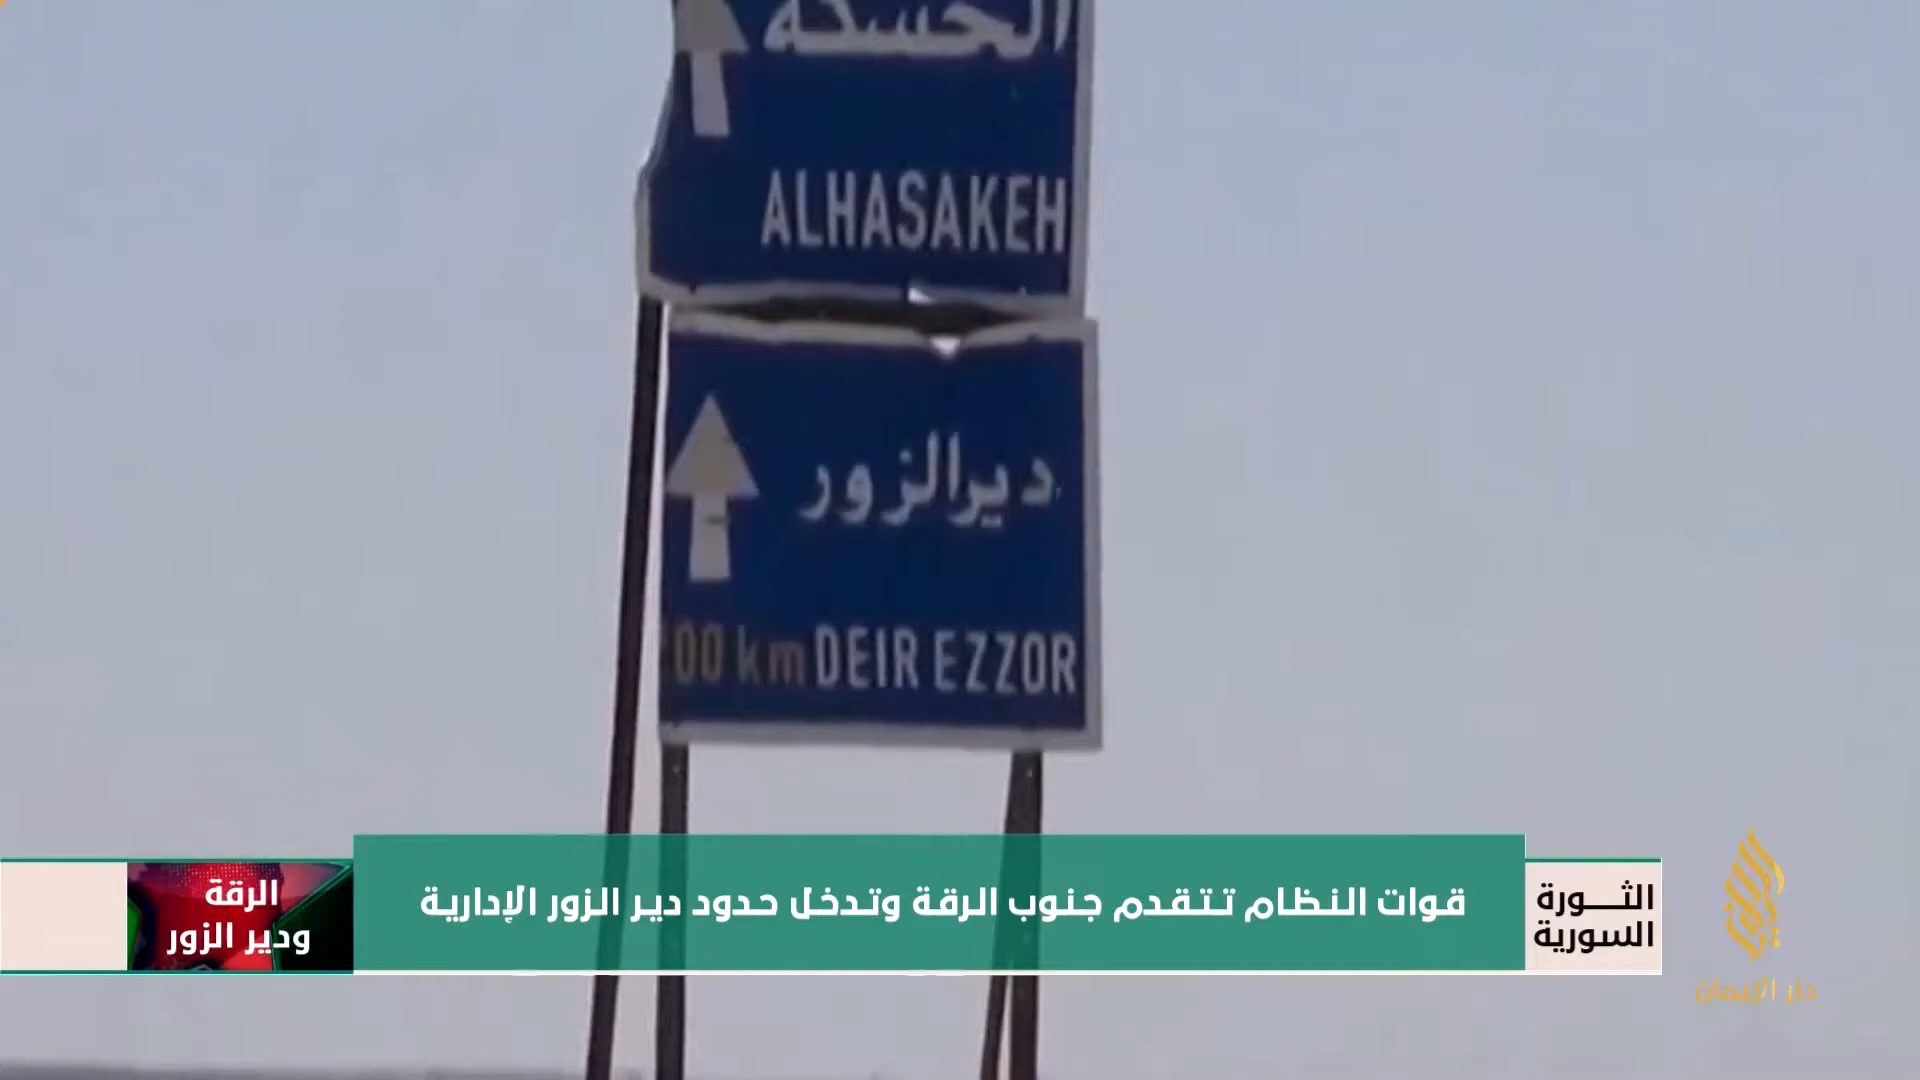 الحسكة
ALHASAKEH
ديرالزور
00 km DEIR EZZOR
قوات النظام تتقدم جنوب الرقة وتدخل حدود دير الزور الإدارية
الثـــورة
السورية
الرقة
ودير الزور
دار الإيمان